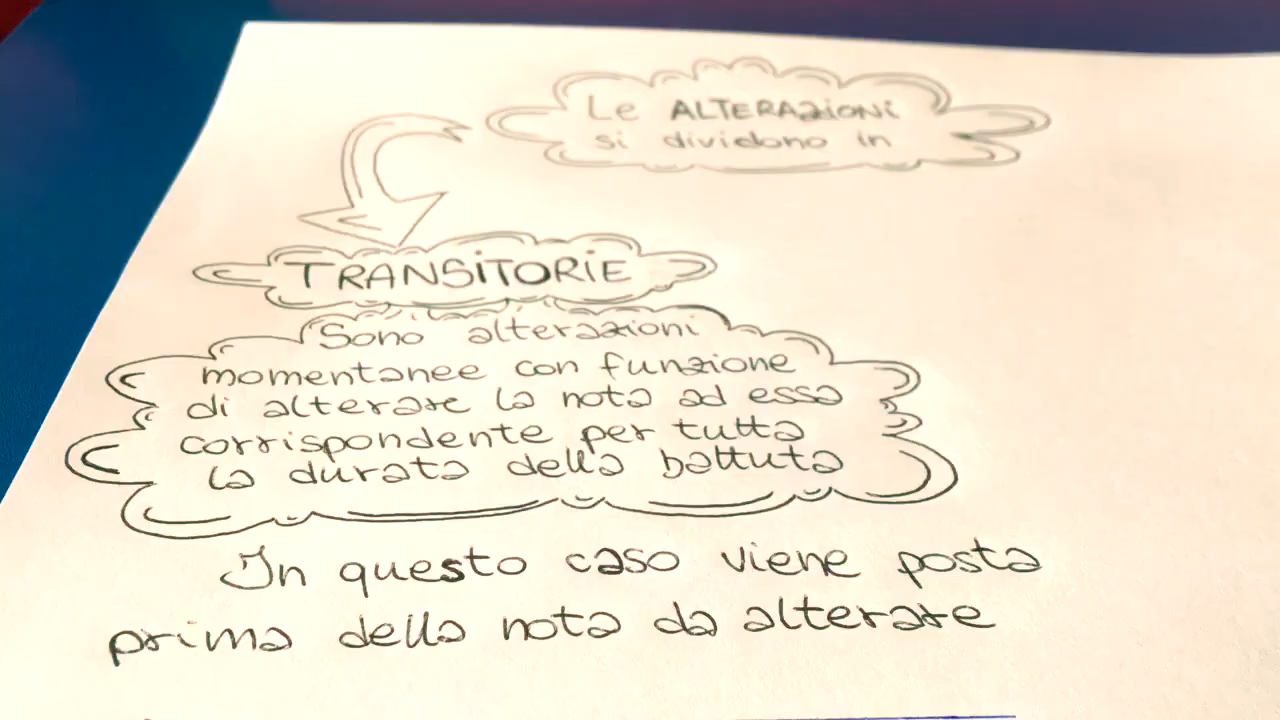 Le ALTERAZIONI
si dividono in
TRANSITORIE
Sono alterazioni
momentanee con funzione
di alterare la nota ad essa
corrispondente per tutta
la durata della battuta
In questo caso viene posta
prima della nota da alterare